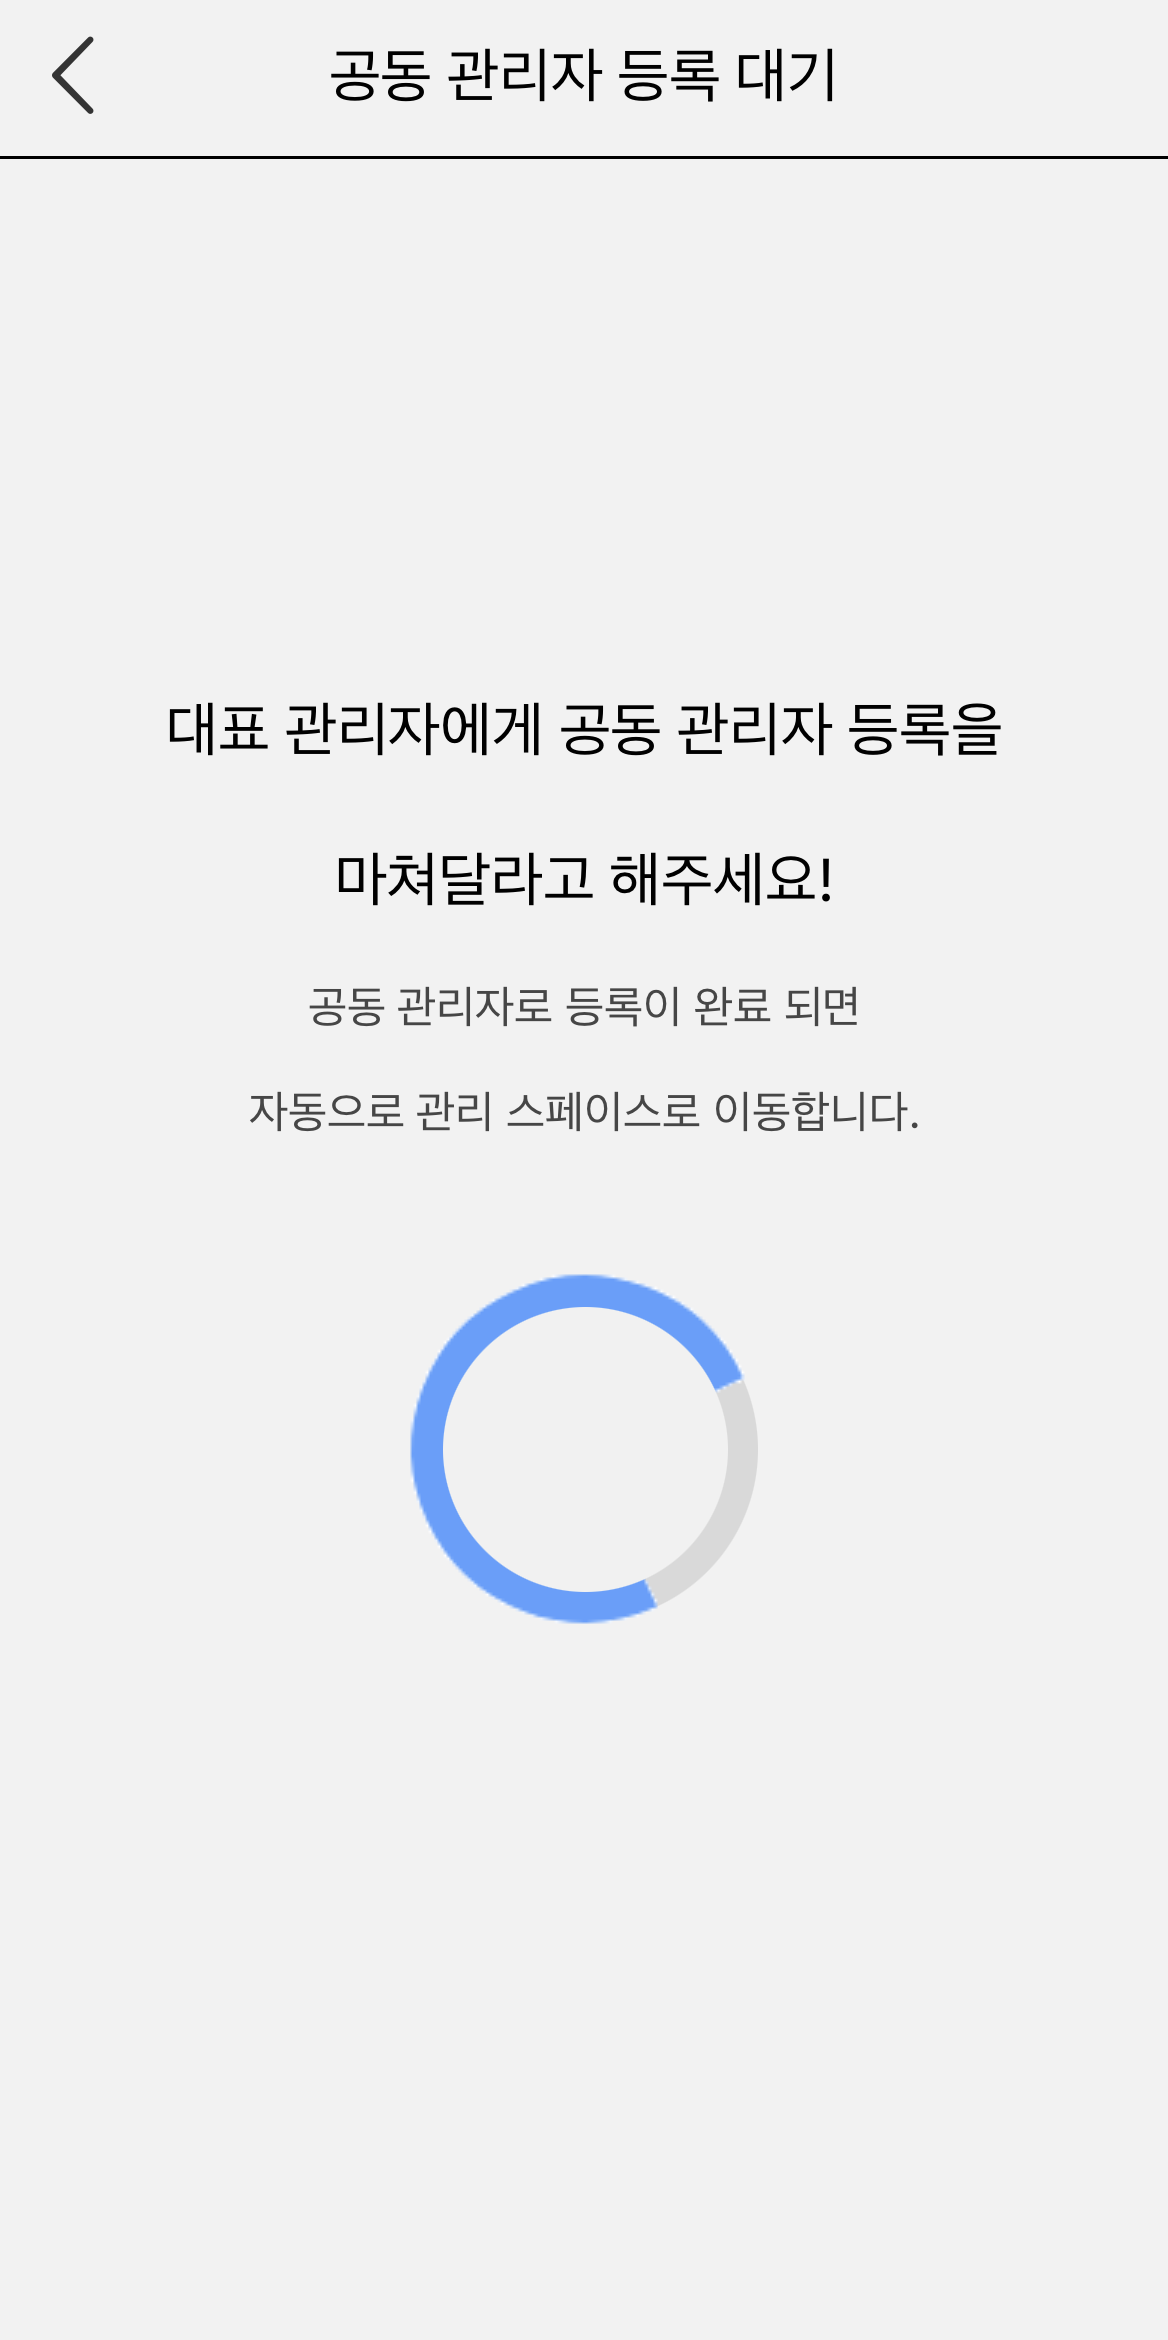 공동 관리자 등록 대기
대표 관리자에게 공동 관리자 등록을
마쳐달라고 해주세요!
공동 관리자로 등록이 완료 되면
자동으로 관리 스페이스로 이동합니다.